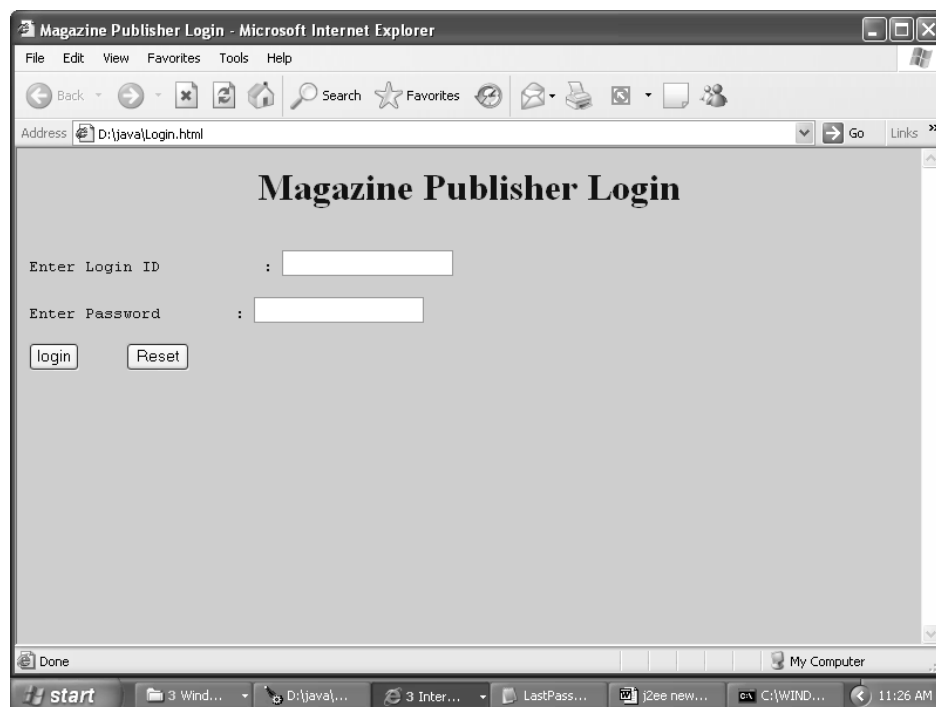 Magazine Publisher Login - Microsoft Internet Explorer
File Edit View Favorites Tools Help
Back Search Favorites
Address D:\java\Login.html Go Links »
Magazine Publisher Login
Enter Login ID :
Enter Password :
login Reset
Done My Computer
start 3 Wind... D:\java\... 3 Inter... LastPass... j2ee new... C:\WIND... 11:26 AM